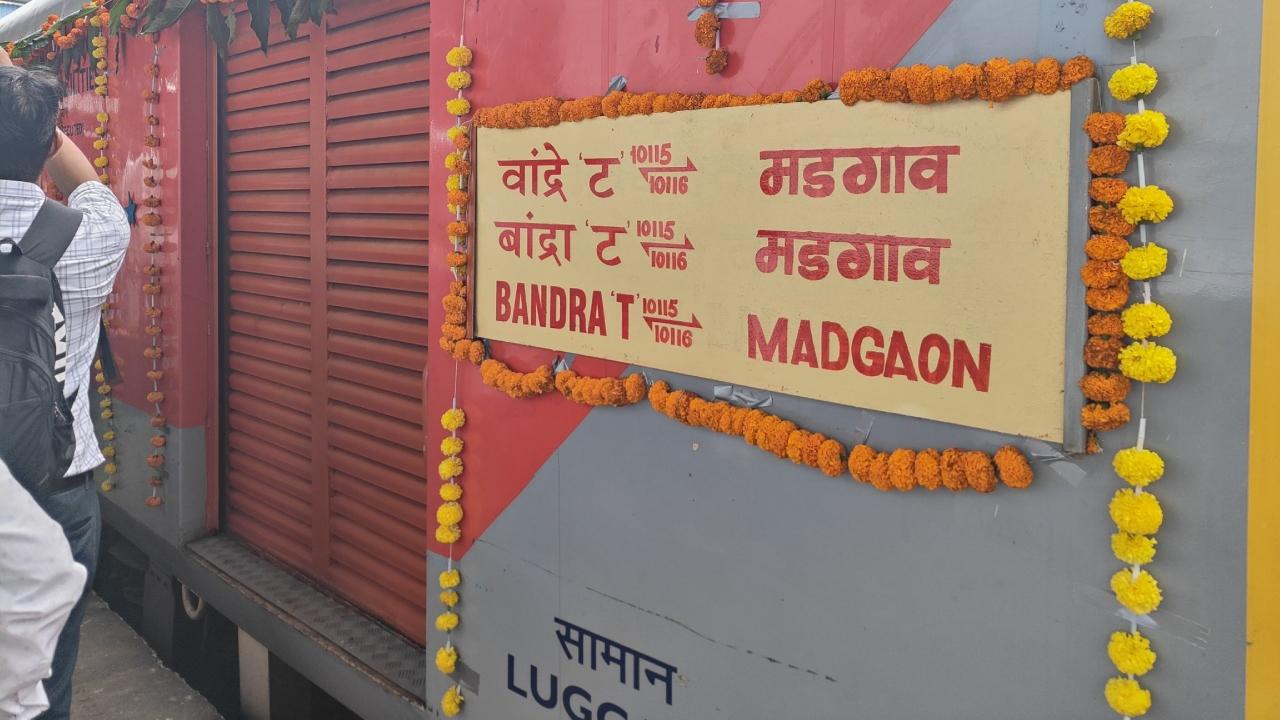 वांद्रे 'ट' 10115 10116 मडगाव
बांद्रा 'ट' 10115 10116 मडगाव
BANDRA 'T' 10115 10116 MADGAON
सामान